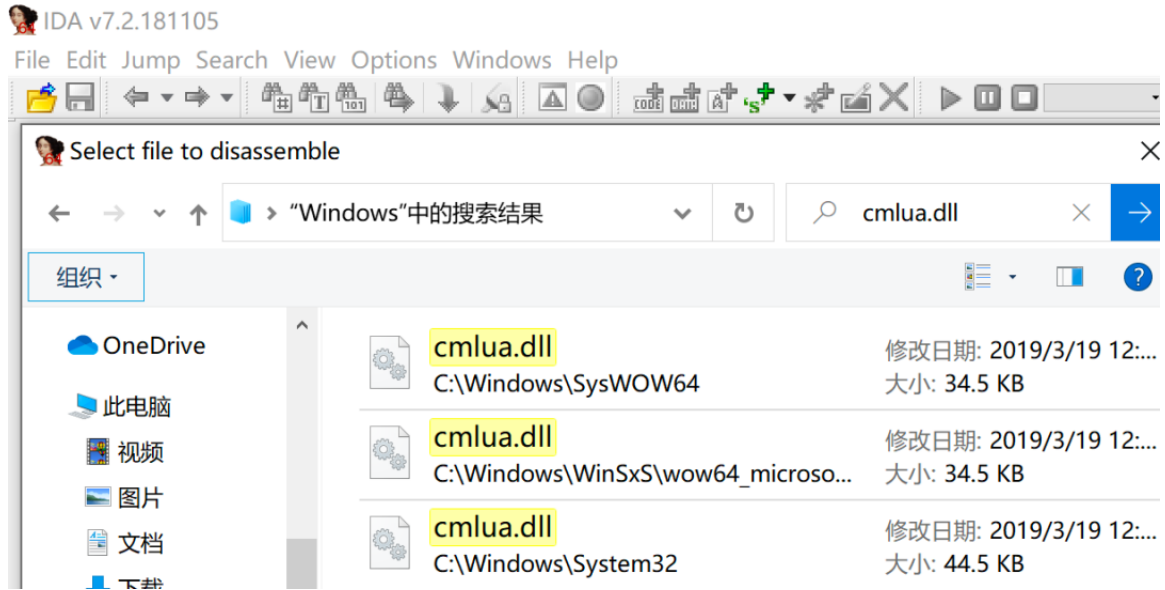 IDA v7.2.181105
File Edit Jump Search View Options Windows Help
Select file to disassemble
“Windows”中的搜索结果
cmlua.dll
组织
OneDrive
此电脑
视频
图片
文档
下载
cmlua.dll
C:\Windows\SysWOW64
修改日期: 2019/3/19 12:...
大小: 34.5 KB
cmlua.dll
C:\Windows\WinSxS\wow64_microso...
修改日期: 2019/3/19 12:...
大小: 34.5 KB
cmlua.dll
C:\Windows\System32
修改日期: 2019/3/19 12:...
大小: 44.5 KB